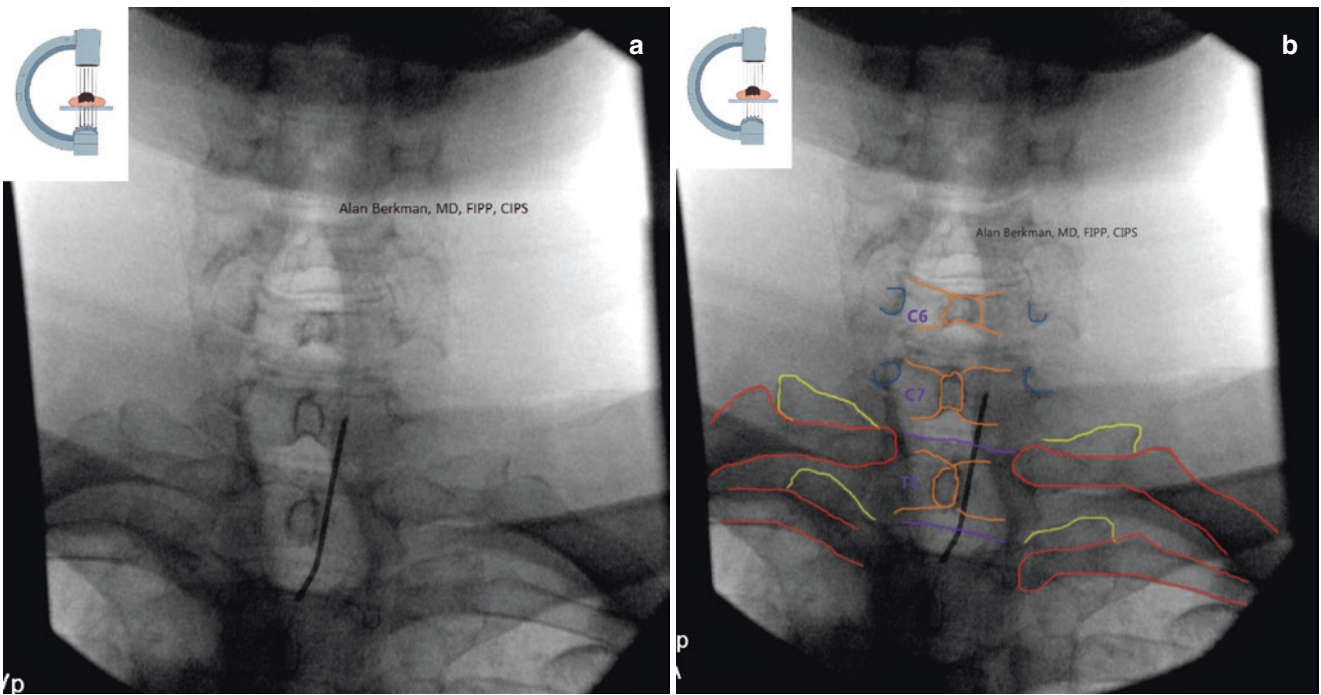 a
Alan Berkman, MD, FIPP, CIPS
/p
b
Alan Berkman, MD, FIPP, CIPS
C6
C7
T1
p